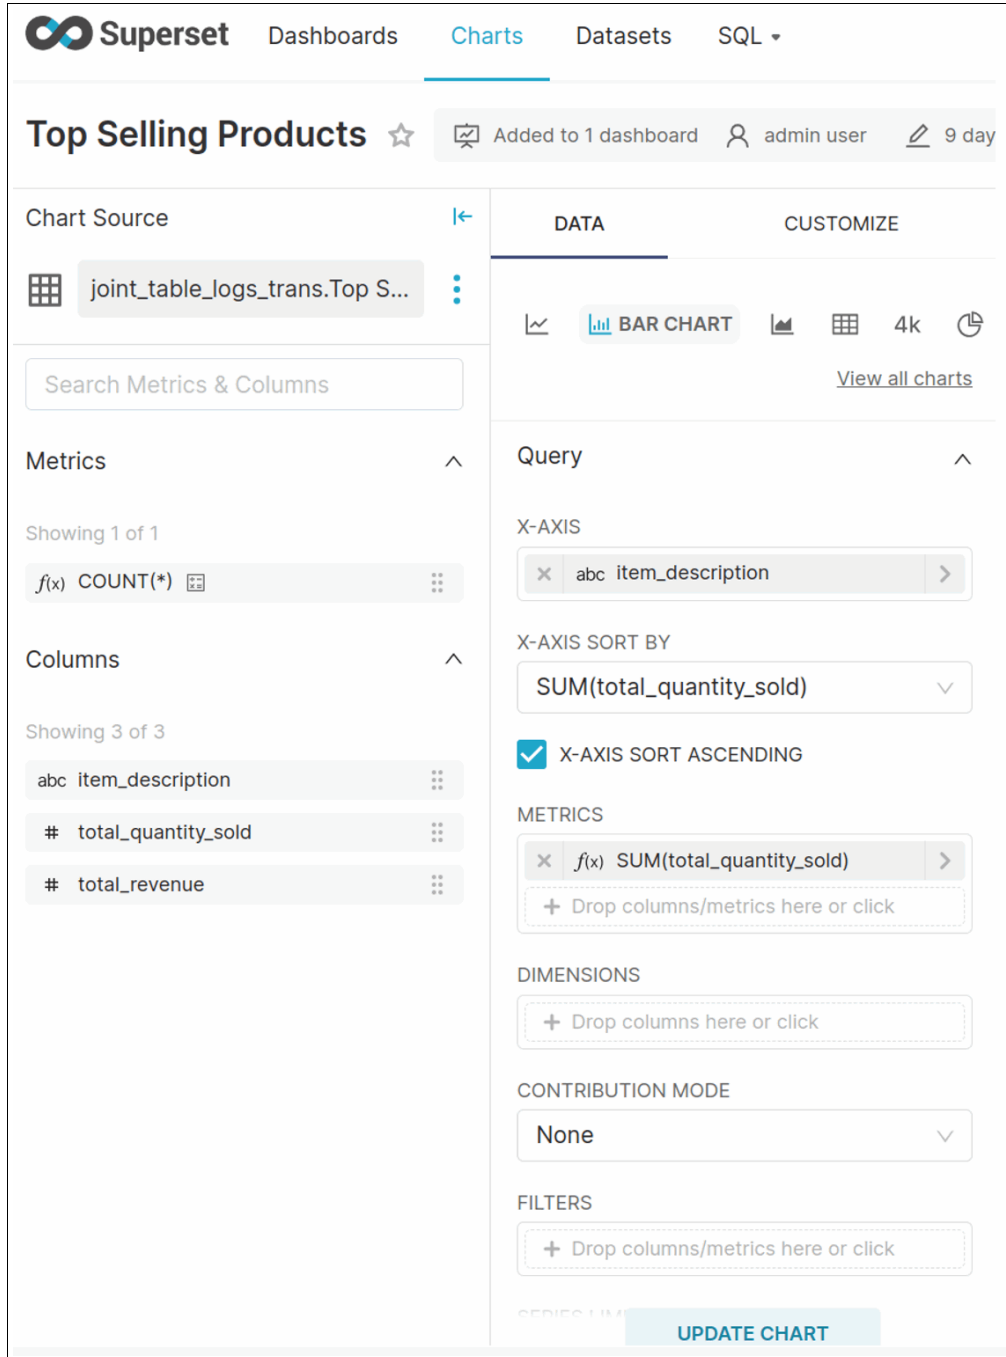 Superset Dashboards Charts Datasets SQL
Top Selling Products Added to 1 dashboard admin user 9 day
Chart Source
joint_table_logs_trans.Top S...
Search Metrics & Columns
Metrics
Showing 1 of 1
f(x) COUNT(*)
Columns
Showing 3 of 3
abc item_description
# total_quantity_sold
# total_revenue
DATA CUSTOMIZE
BAR CHART 4k
View all charts
Query
X-AXIS
abc item_description
X-AXIS SORT BY
SUM(total_quantity_sold)
X-AXIS SORT ASCENDING
METRICS
f(x) SUM(total_quantity_sold)
+ Drop columns/metrics here or click
DIMENSIONS
+ Drop columns here or click
CONTRIBUTION MODE
None
FILTERS
+ Drop columns/metrics here or click
SERIES
UPDATE CHART